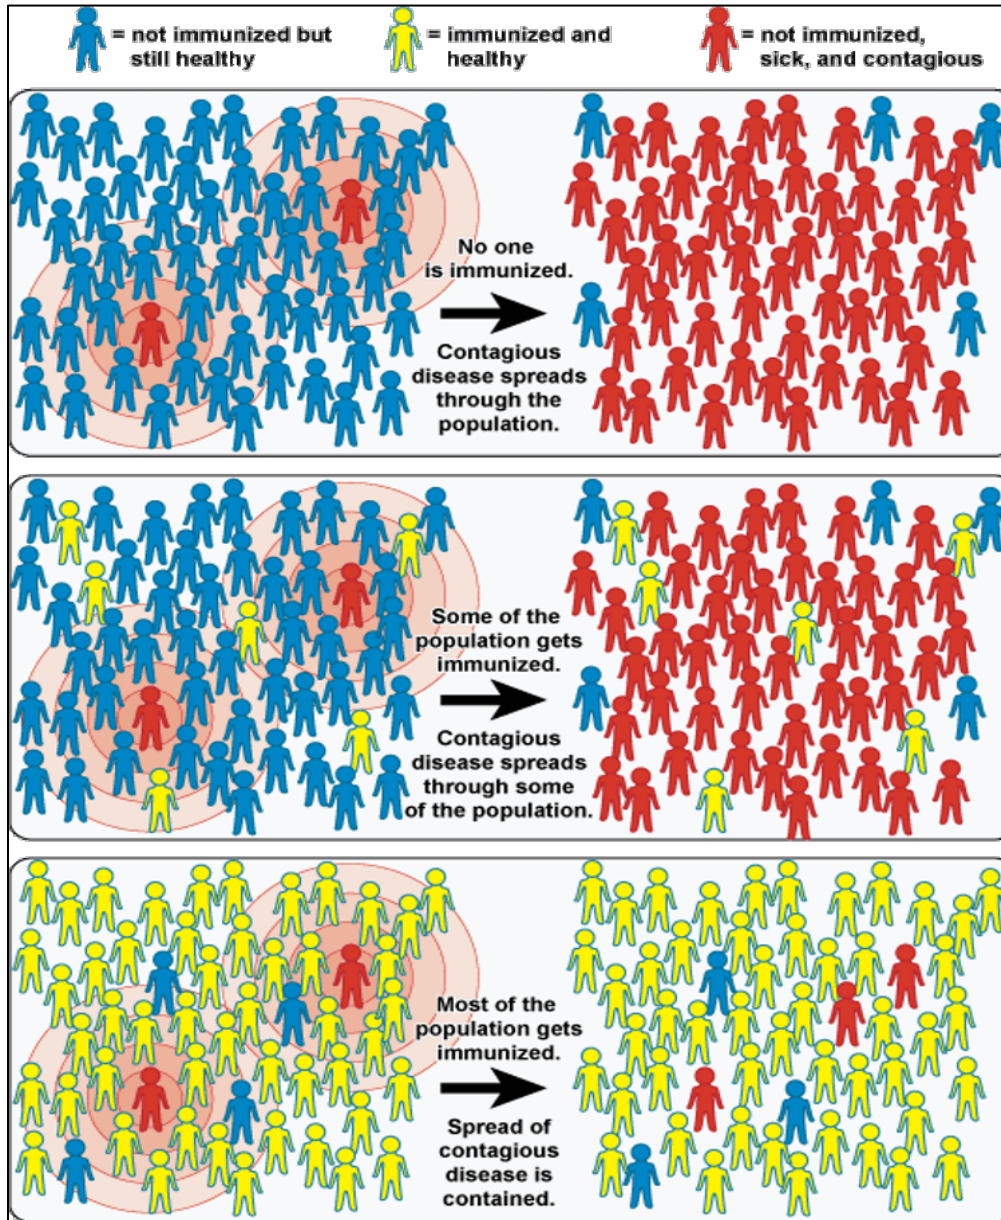 = not immunized but
still healthy
= immunized and
healthy
= not immunized,
sick, and contagious
No one
is immunized.
Contagious
disease spreads
through the
population.
Some of the
population gets
immunized.
Contagious
disease spreads
through some
of the population.
Most of the
population gets
immunized.
Spread of
contagious
disease is
contained.